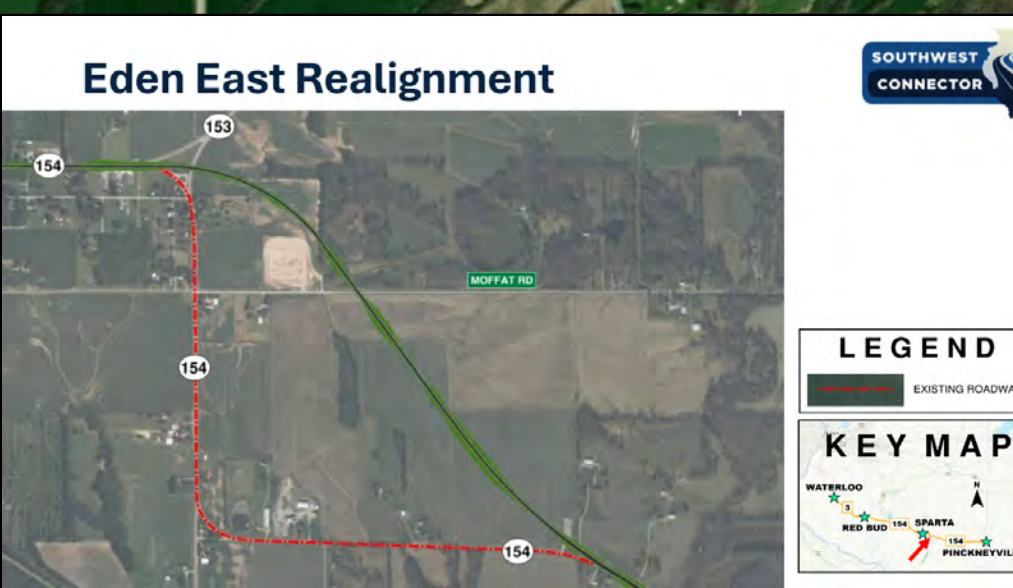 Eden East Realignment
SOUTHWEST
CONNECTOR
153
154
MOFFAT RD
154
154
LEGEND
EXISTING ROADWA
KEY MAP
N
WATERLOO
3
RED BUD
154
SPARTA
154
PINCKNEYVIL